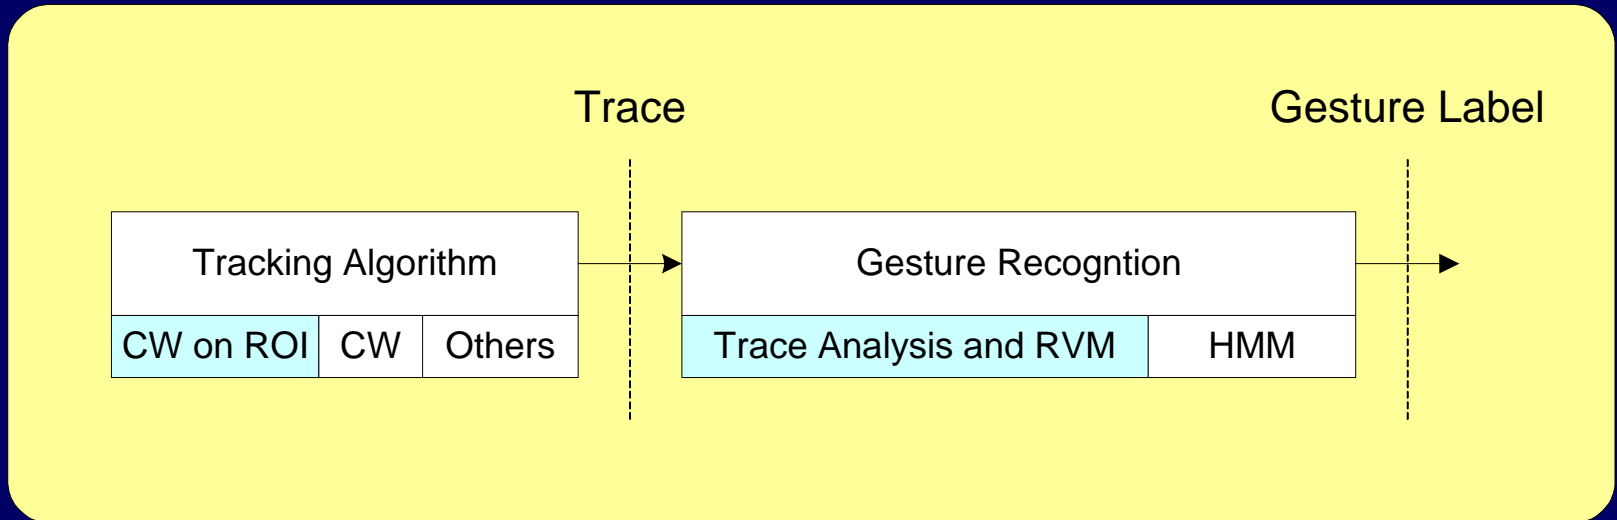 Trace
Gesture Label
Tracking Algorithm
Gesture Recogntion
CW on ROI
CW
Others
Trace Analysis and RVM
HMM